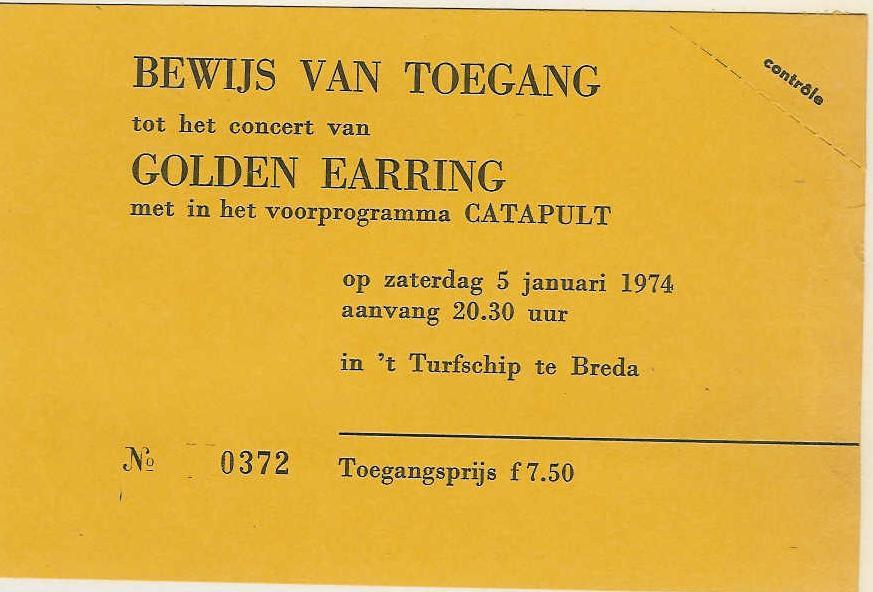 contrôle
BEWIJS VAN TOEGANG
tot het concert van
GOLDEN EARRING
met in het voorprogramma CATAPULT
op zaterdag 5 januari 1974
aanvang 20.30 uur
in 't Turfschip te Breda
№ 0372
Toegangsprijs f 7.50